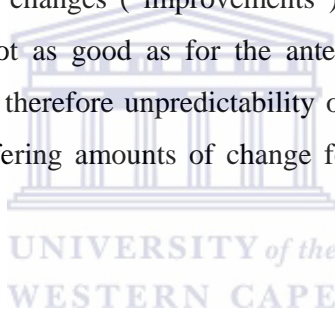 changes ("improvements")
ot as good as for the ante
therefore unpredictability o
fering amounts of change f
UNIVERSITY of the
WESTERN CAPE